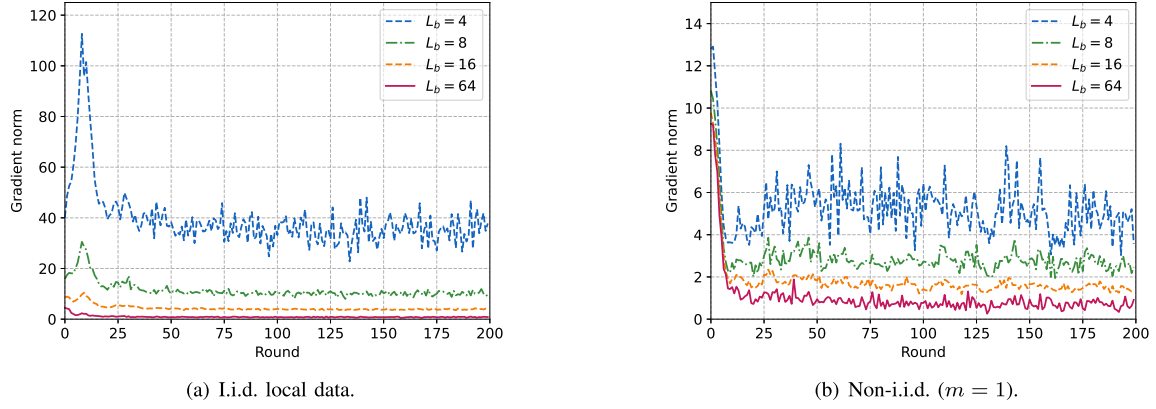 120
100
80
60
40
20
0
Gradient norm
0 25 50 75 100 125 150 175 200
Round
L_b = 4
L_b = 8
L_b = 16
L_b = 64
(a) I.i.d. local data.
14
12
10
8
6
4
2
0
Gradient norm
0 25 50 75 100 125 150 175 200
Round
L_b = 4
L_b = 8
L_b = 16
L_b = 64
(b) Non-i.i.d. (m = 1).